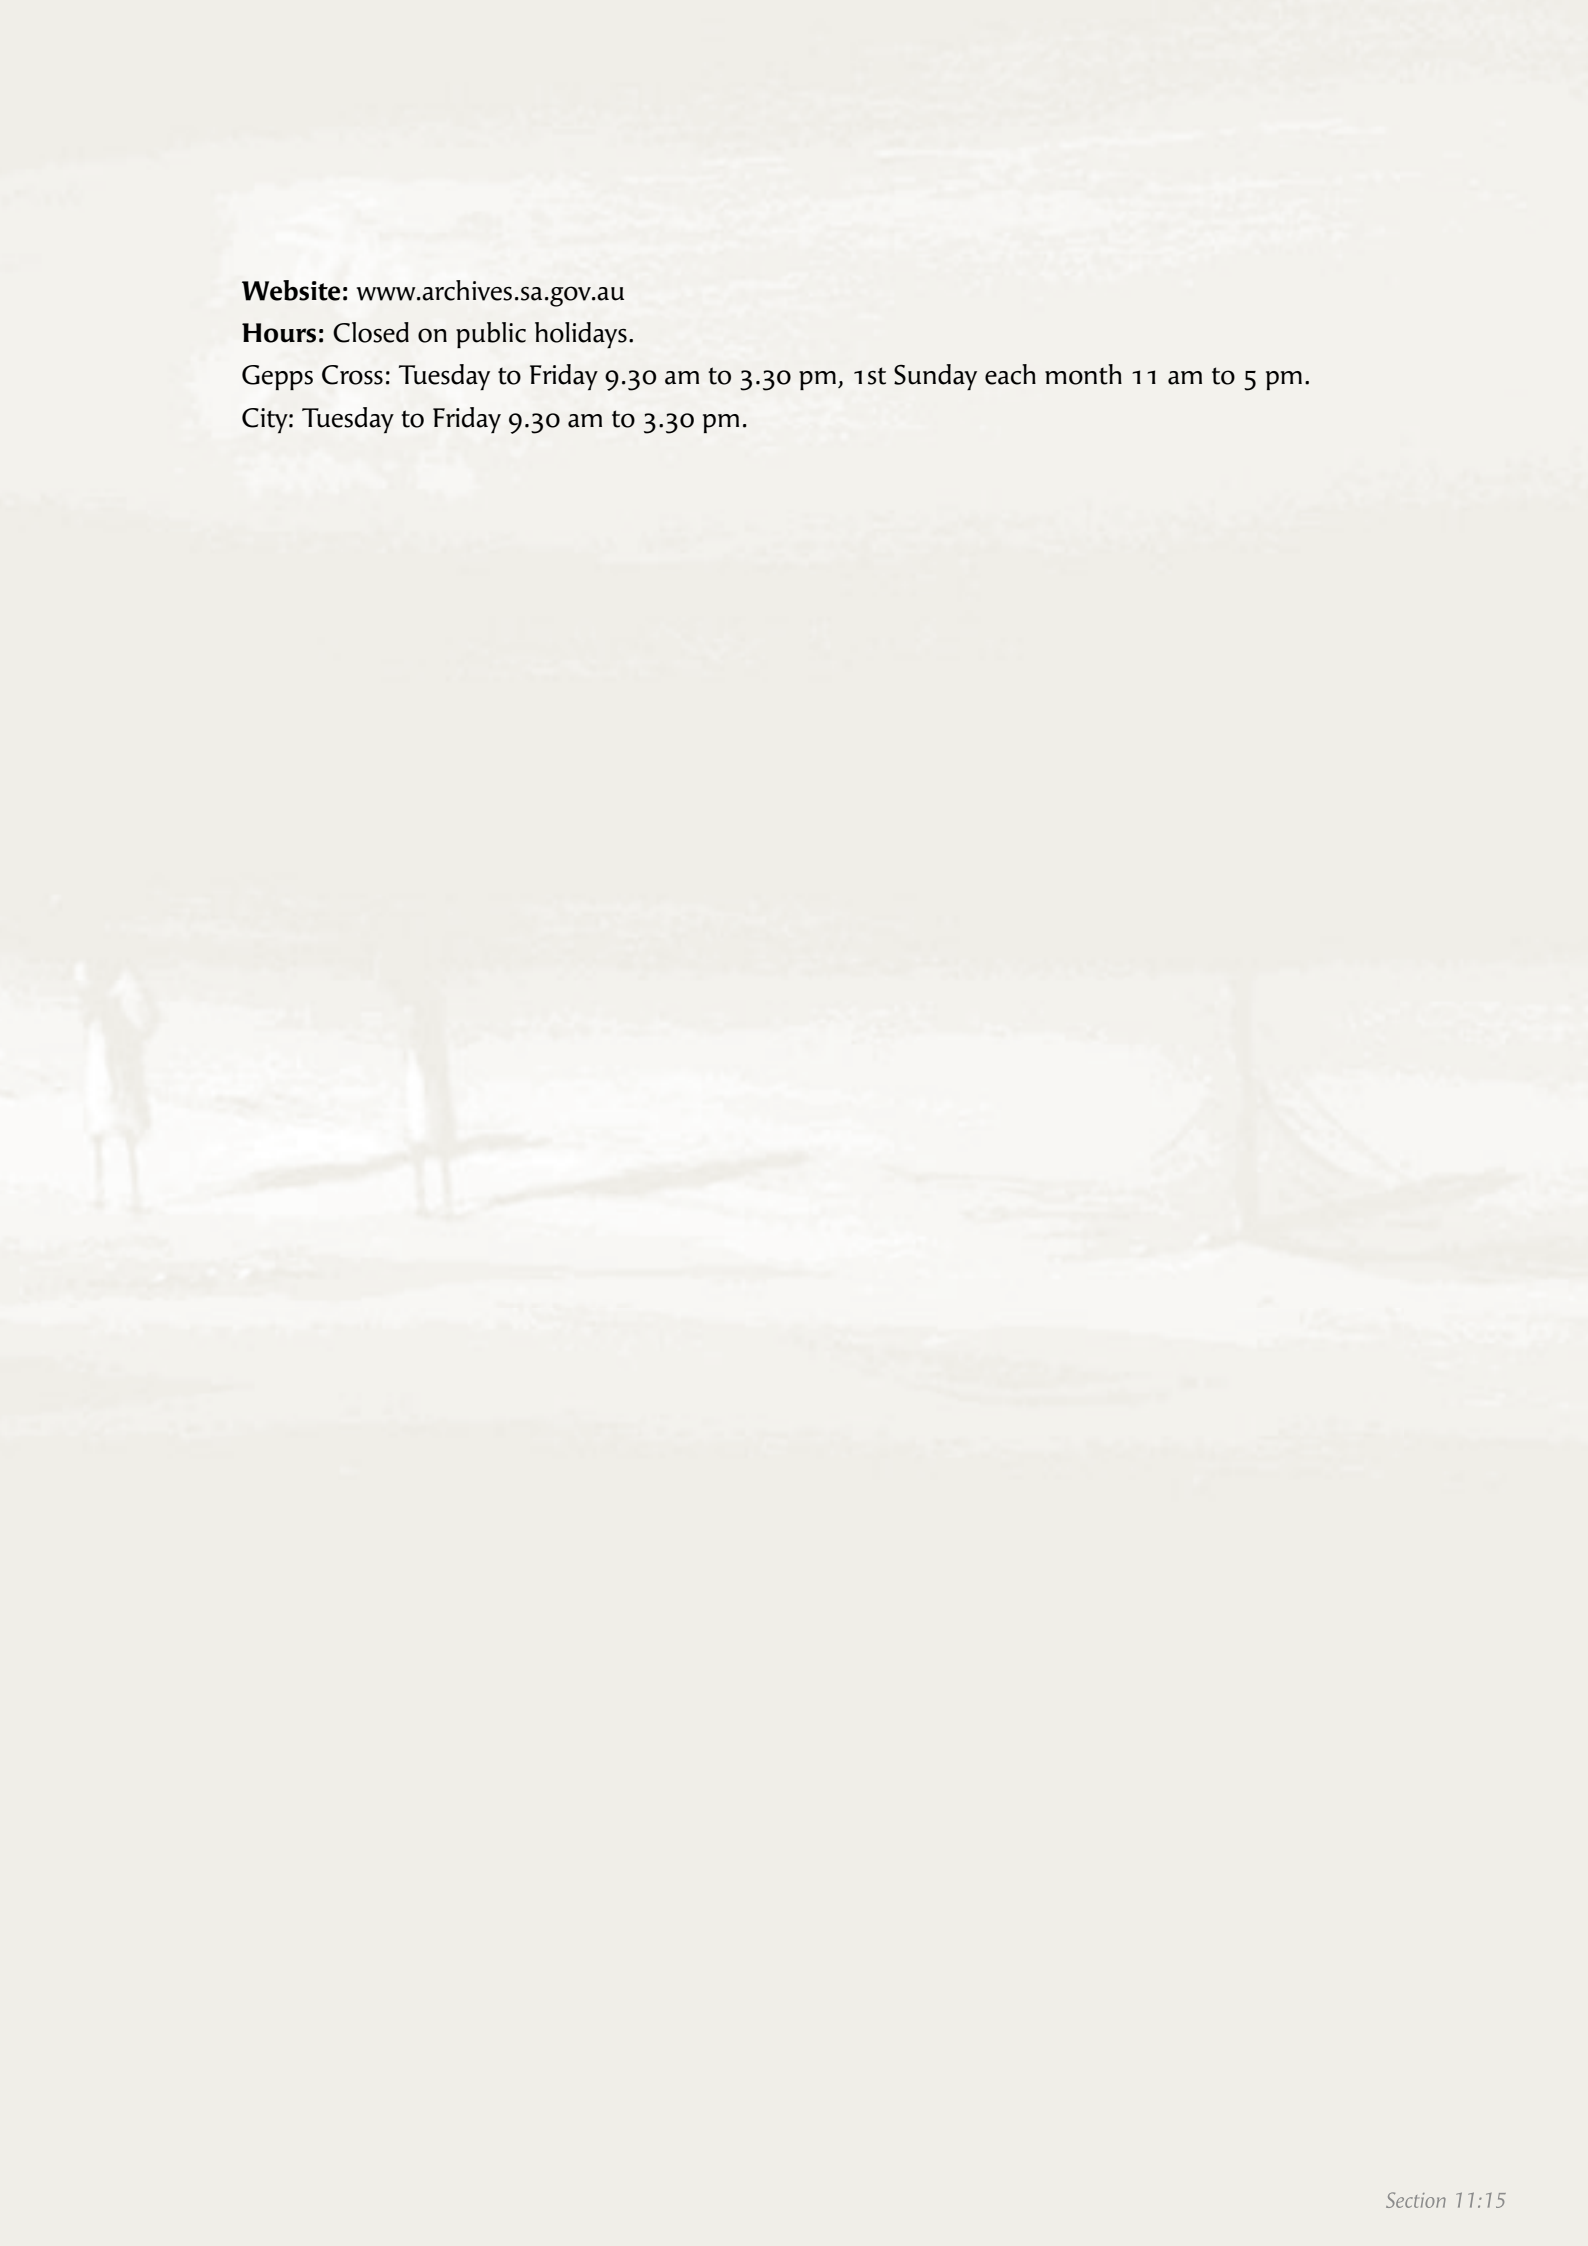 Website: www.archives.sa.gov.au
Hours: Closed on public holidays.
Gepps Cross: Tuesday to Friday 9.30 am to 3.30 pm, 1st Sunday each month 11 am to 5 pm.
City: Tuesday to Friday 9.30 am to 3.30 pm.
Section 11:15